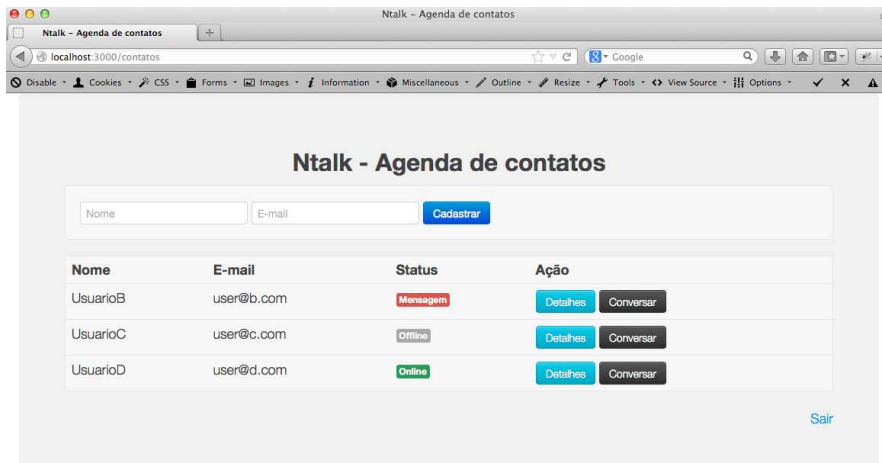 Ntalk – Agenda de contatos
Ntalk – Agenda de contatos
localhost:3000/contatos
Google
Disable Cookies CSS Forms Images Information Miscellaneous Outline Resize Tools View Source Options
Ntalk - Agenda de contatos
Nome E-mail Cadastrar
Nome E-mail Status Ação
UsuarioB user@b.com Mensagem Detalhes Conversar
UsuarioC user@c.com Offline Detalhes Conversar
UsuarioD user@d.com Online Detalhes Conversar
Sair